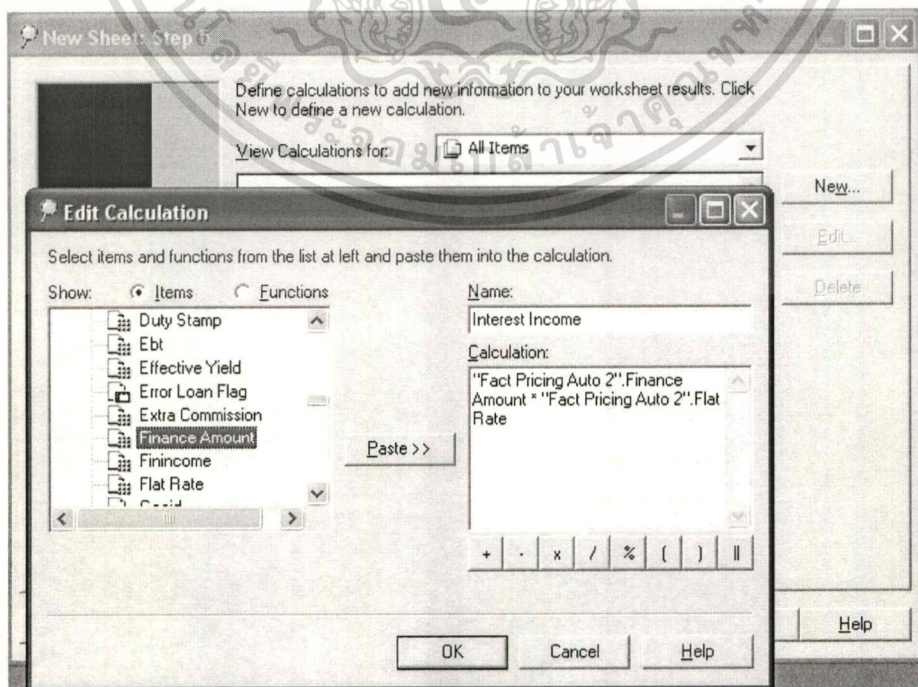 New Sheet: Step 5
Define calculations to add new information to your worksheet results. Click
New to define a new calculation.
View Calculations for:
All Items
New...
Edit...
Delete
Edit Calculation
Select items and functions from the list at left and paste them into the calculation.
Show:
Items
Functions
Duty Stamp
Ebt
Effective Yield
Error Loan Flag
Extra Commission
Finance Amount
Finincome
Flat Rate
Paste >>
Name:
Interest Income
Calculation:
"Fact Pricing Auto 2".Finance
Amount * "Fact Pricing Auto 2".Flat
Rate
+ - x / % ( ) ||
OK
Cancel
Help
Help